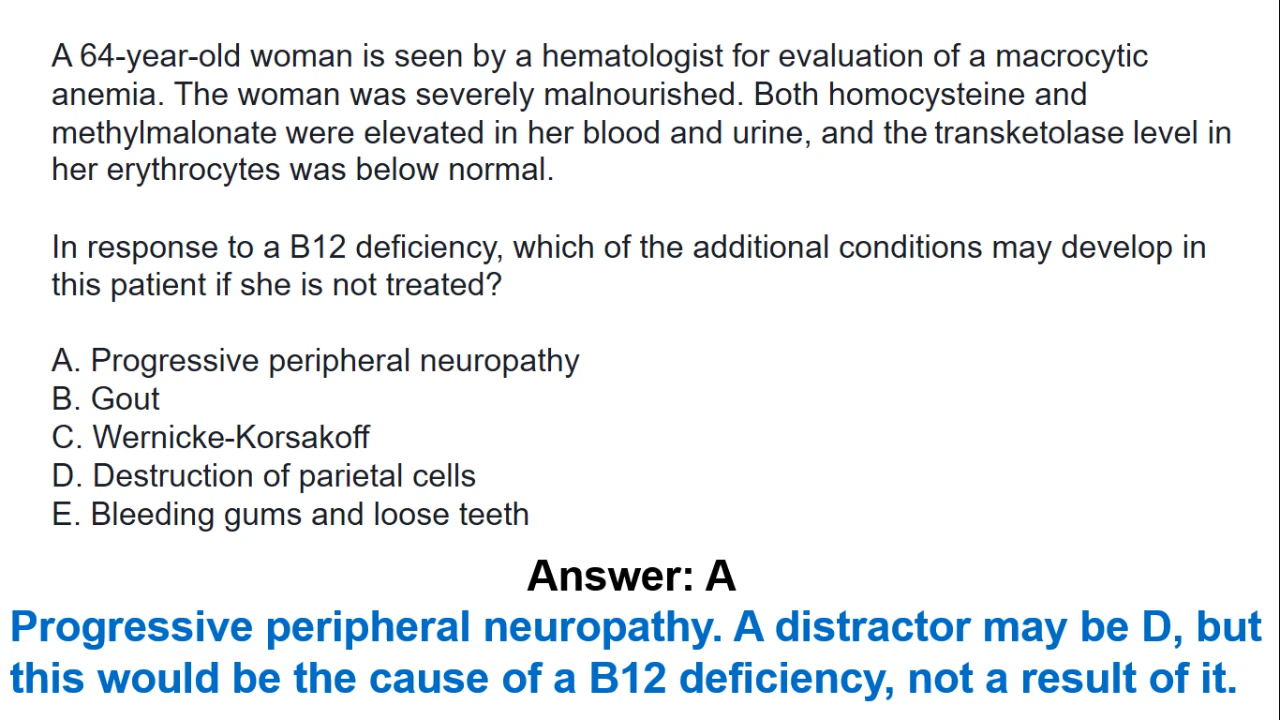 A 64-year-old woman is seen by a hematologist for evaluation of a macrocytic
anemia. The woman was severely malnourished. Both homocysteine and
methylmalonate were elevated in her blood and urine, and the transketolase level in
her erythrocytes was below normal.
In response to a B12 deficiency, which of the additional conditions may develop in
this patient if she is not treated?
A. Progressive peripheral neuropathy
B. Gout
C. Wernicke-Korsakoff
D. Destruction of parietal cells
E. Bleeding gums and loose teeth
Answer: A
Progressive peripheral neuropathy. A distractor may be D, but
this would be the cause of a B12 deficiency, not a result of it.